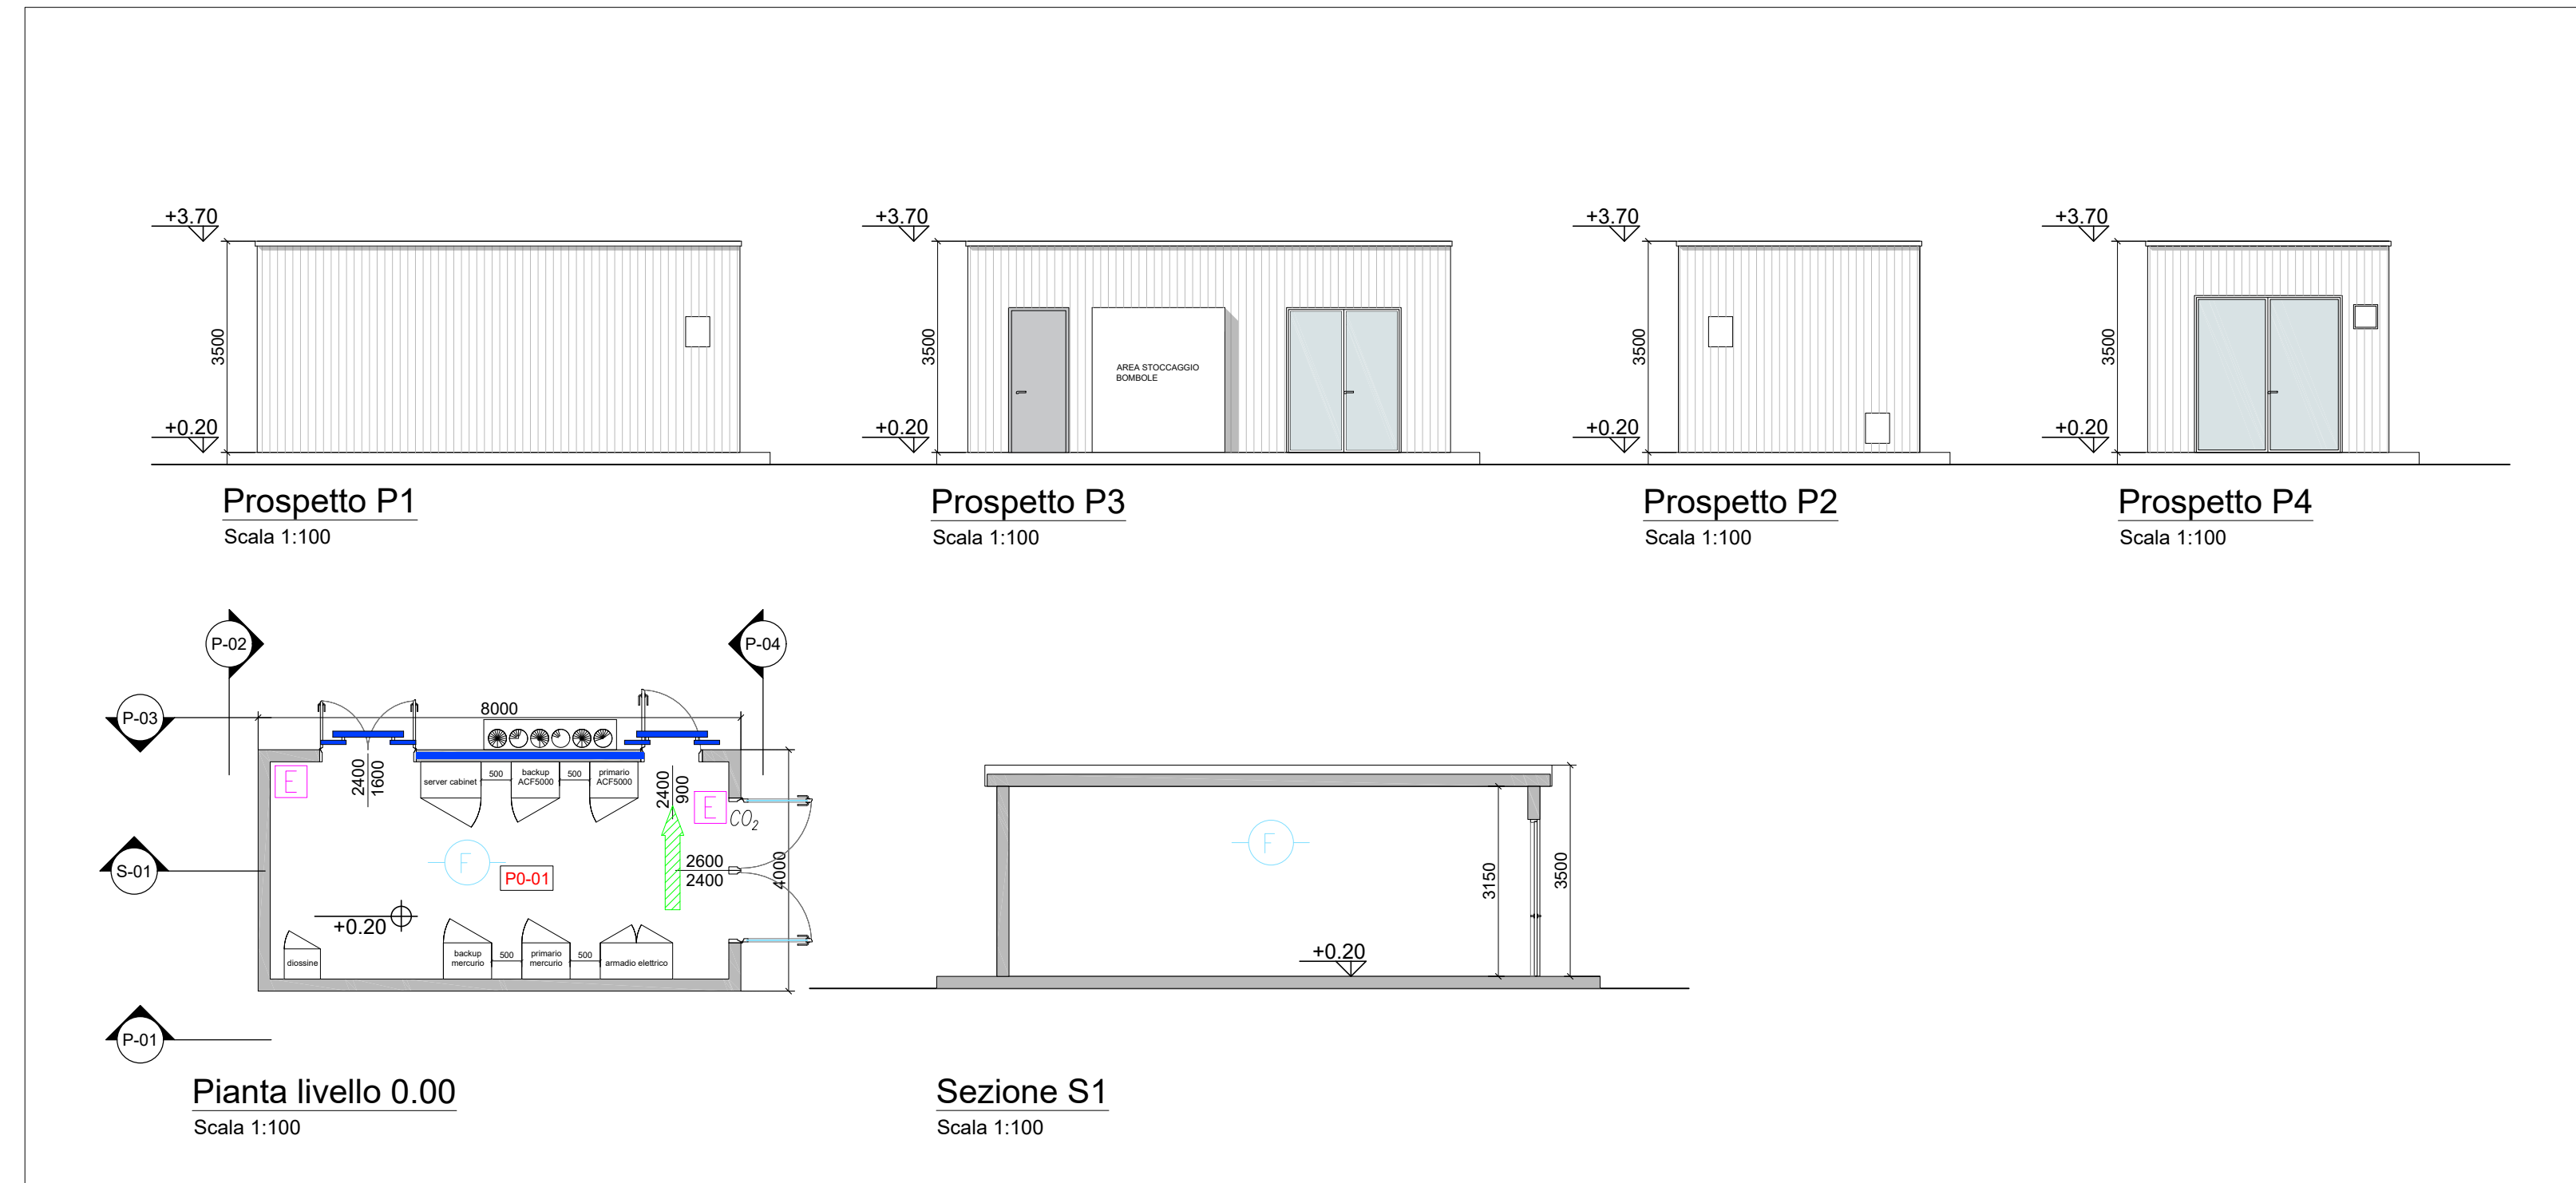 +3.70
3500
+0.20
Prospetto P1
Scala 1:100
+3.70
3500
AREA STOCCAGGIO
BOMBOLE
+0.20
Prospetto P3
Scala 1:100
+3.70
3500
+0.20
Prospetto P2
Scala 1:100
+3.70
3500
+0.20
Prospetto P4
Scala 1:100
P-02
P-04
P-03
8000
E
2400
1600
server cabinet
500
backup
ACF5000
500
primario
ACF5000
2400
900
E
CO2
F
P0-01
2600
2400
4000
S-01
+0.20
diossine
backup
mercurio
500
primario
mercurio
500
armadio elettrico
P-01
Pianta livello 0.00
Scala 1:100
F
3150
3500
+0.20
Sezione S1
Scala 1:100